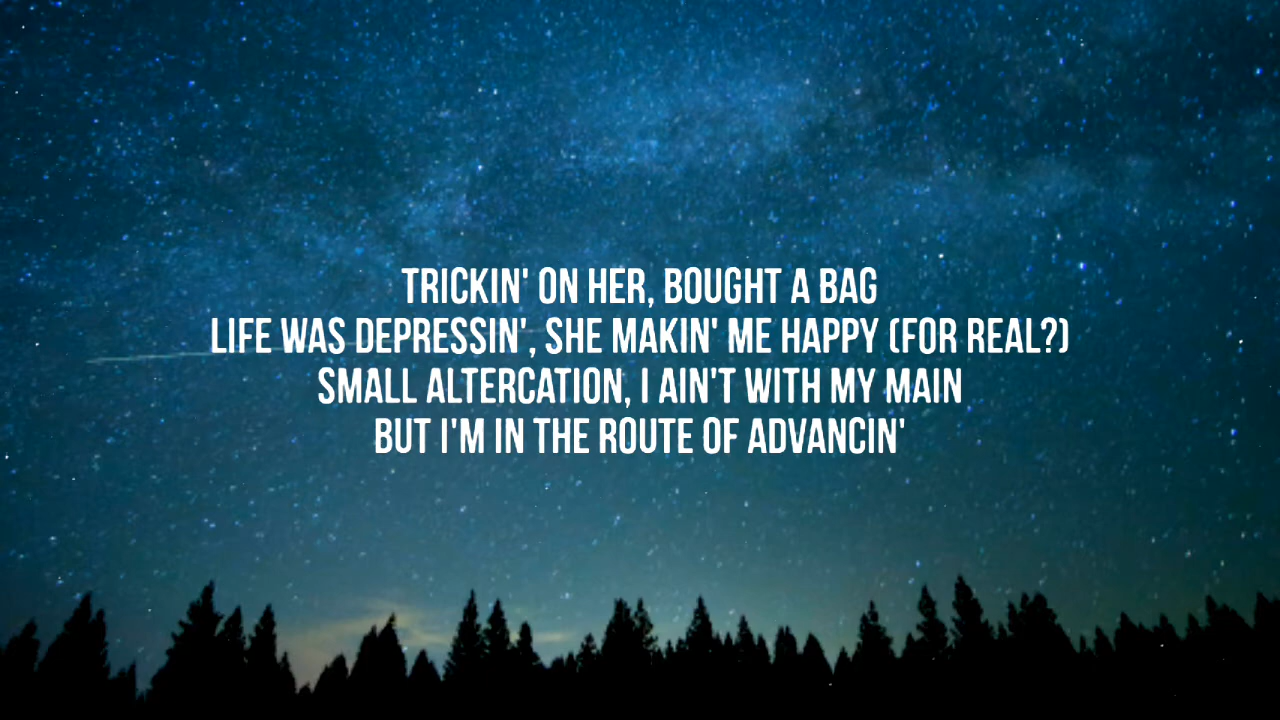 TRICKIN' ON HER, BOUGHT A BAG
LIFE WAS DEPRESSIN', SHE MAKIN' ME HAPPY (FOR REAL?)
SMALL ALTERCATION, I AIN'T WITH MY MAIN
BUT I'M IN THE ROUTE OF ADVANCIN'